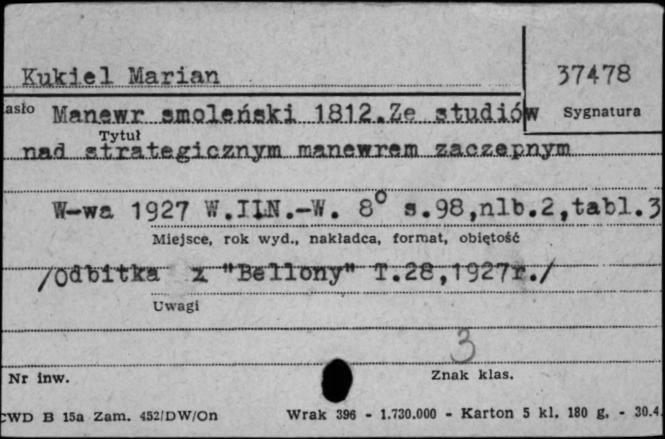 Kukiel Marian
37478
asło Manewr smoleński 1812.Ze studiów
Sygnatura
Tytuł
nad strategicznym manewrem zaczepnym
W-wa 1927 W.IIN.-W. 8° s.98,nlb.2,tabl.3
Miejsce, rok wyd., nakładca, format, objętość
/Odbitka z "Bellony" T.28,1927r./
Uwagi
3
Nr inw.
Znak klas.
CWD B 15a Zam. 452/DW/On Wrak 396 - 1.730.000 - Karton 5 kl. 180 g. - 30.4.